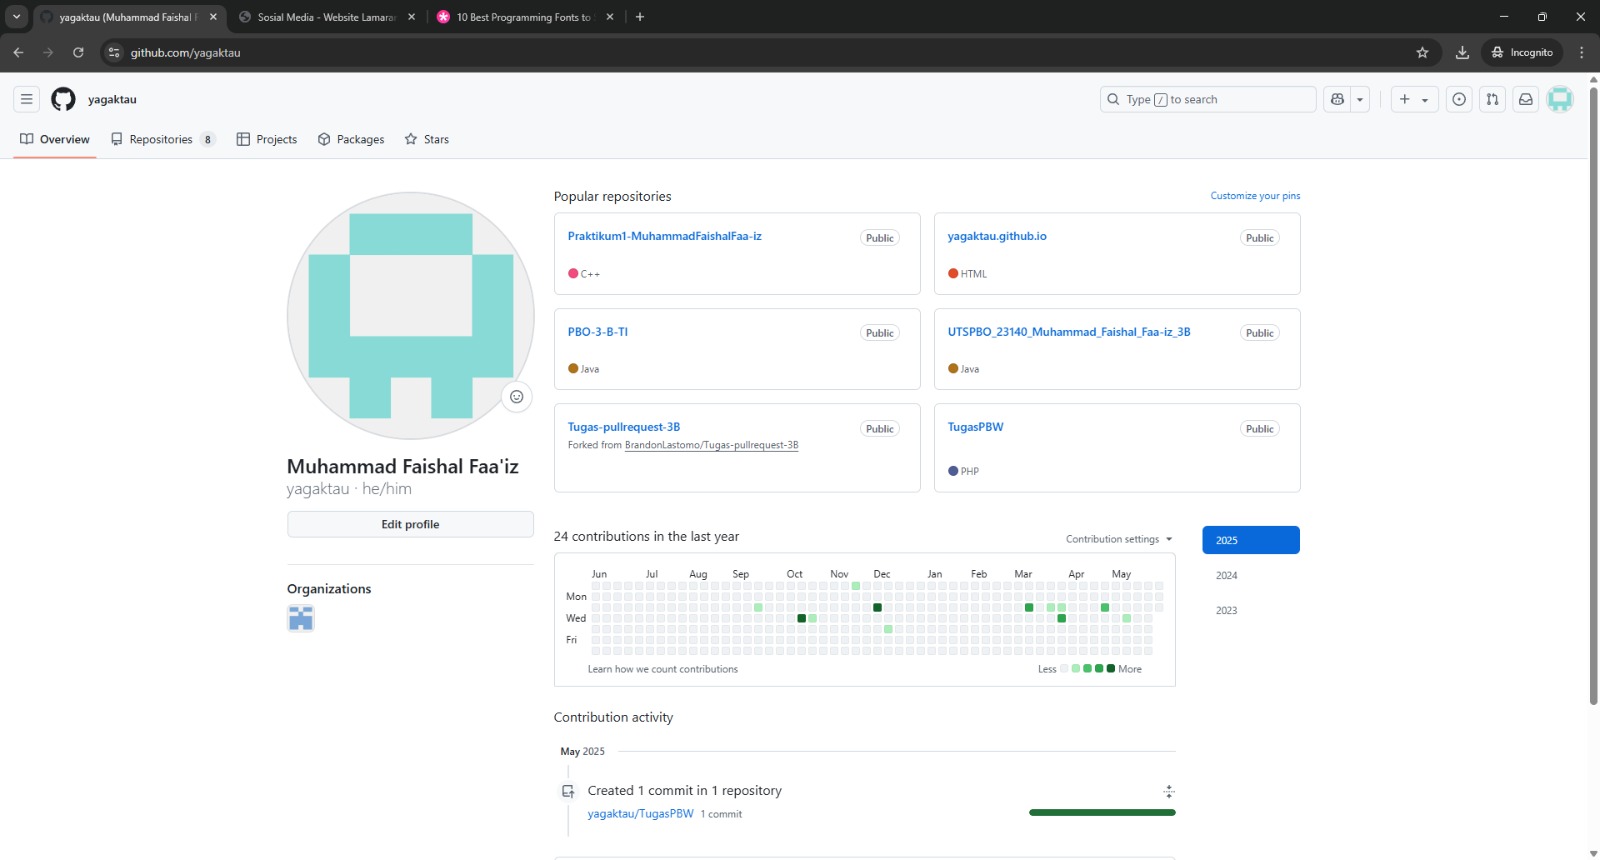 yagaktau (Muhammad Faishal F
Sosial Media - Website Lamaran
10 Best Programming Fonts to
github.com/yagaktau
Incognito
yagaktau
Type / to search
Overview
Repositories 8
Projects
Packages
Stars
Popular repositories
Customize your pins
Praktikum1-MuhammadFaishalFaa-iz
Public
C++
yagaktau.github.io
Public
HTML
PBO-3-B-TI
Public
Java
UTSPBO_23140_Muhammad_Faishal_Faa-iz_3B
Public
Java
Tugas-pullrequest-3B
Public
Forked from BrandonLastomo/Tugas-pullrequest-3B
TugasPBW
Public
PHP
Muhammad Faishal Faa'iz
yagaktau · he/him
Edit profile
Organizations
24 contributions in the last year
Contribution settings
2025
2024
2023
Jun Jul Aug Sep Oct Nov Dec Jan Feb Mar Apr May
Mon
Wed
Fri
Learn how we count contributions
Less
More
Contribution activity
May 2025
Created 1 commit in 1 repository
yagaktau/TugasPBW 1 commit